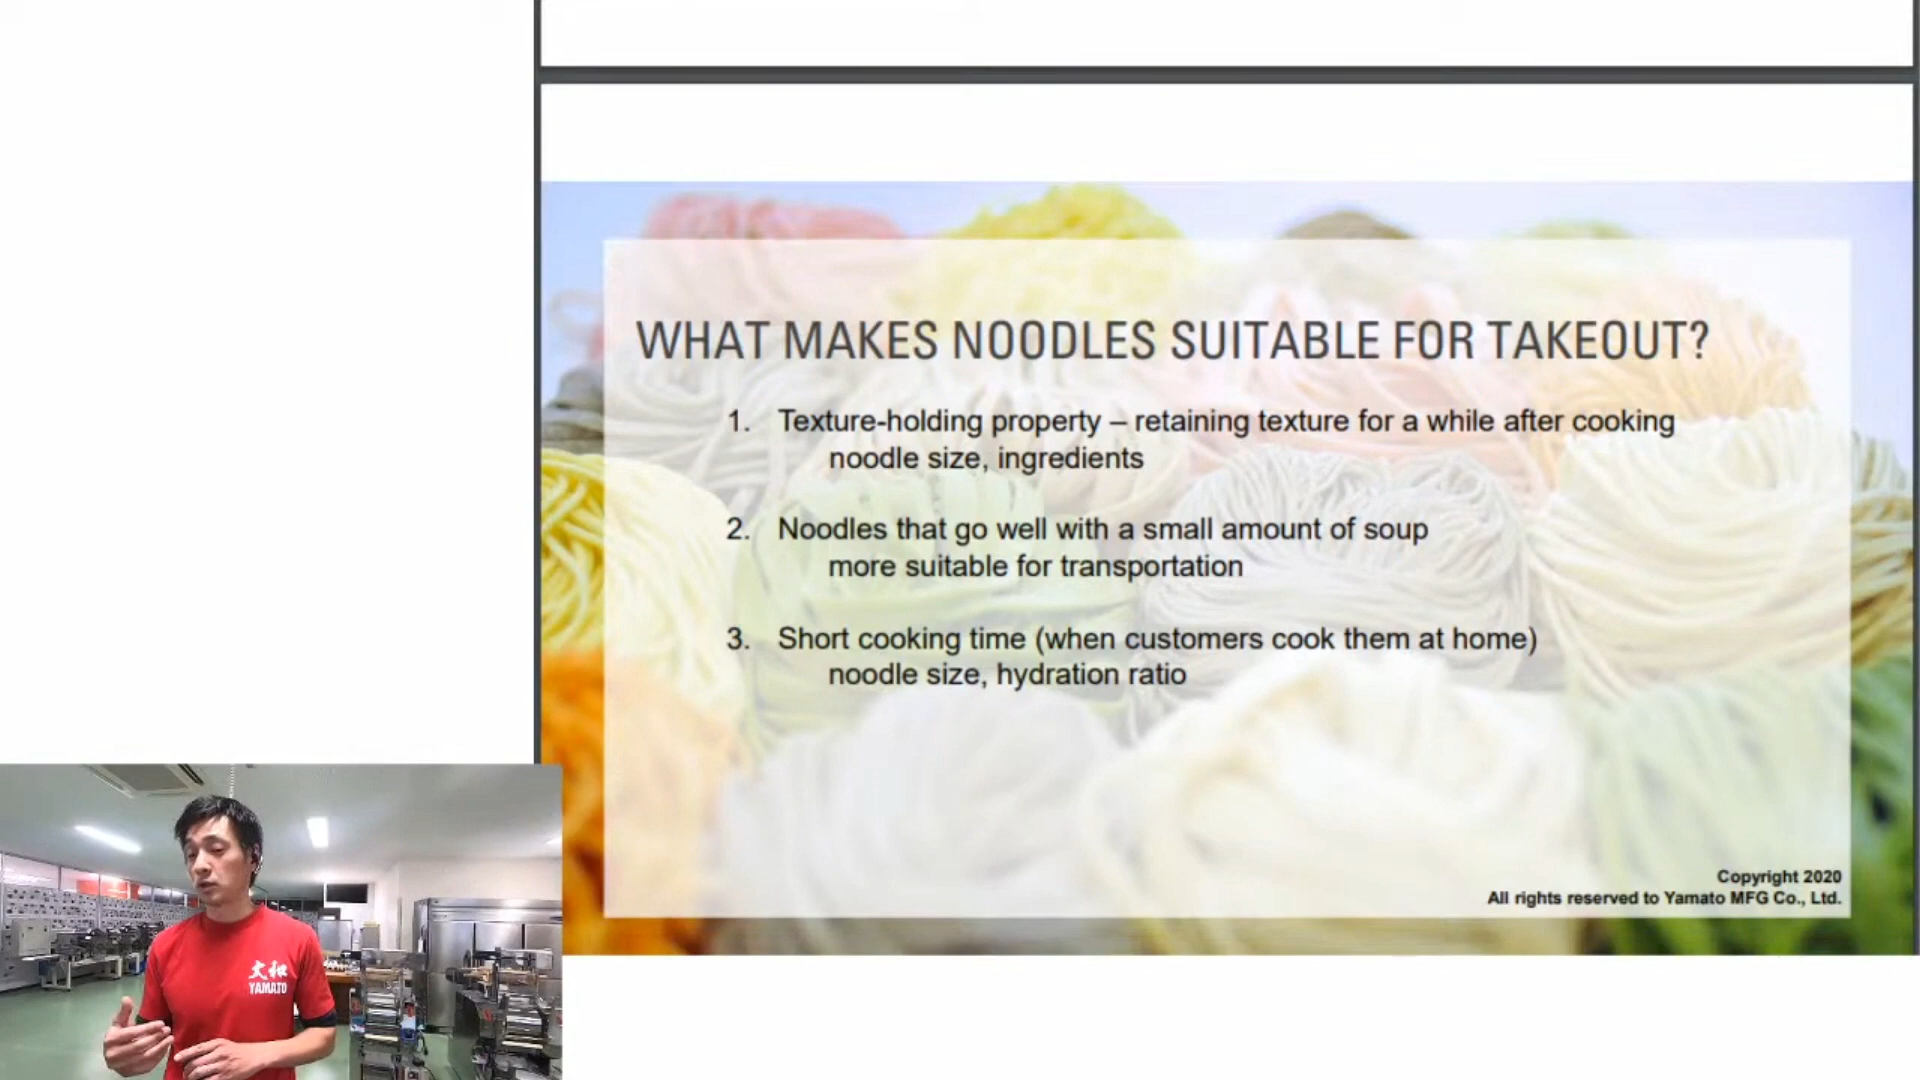 WHAT MAKES NOODLES SUITABLE FOR TAKEOUT?
1. Texture-holding property – retaining texture for a while after cooking
noodle size, ingredients
2. Noodles that go well with a small amount of soup
more suitable for transportation
3. Short cooking time (when customers cook them at home)
noodle size, hydration ratio
Copyright 2020
All rights reserved to Yamato MFG Co., Ltd.
大和
YAMATO